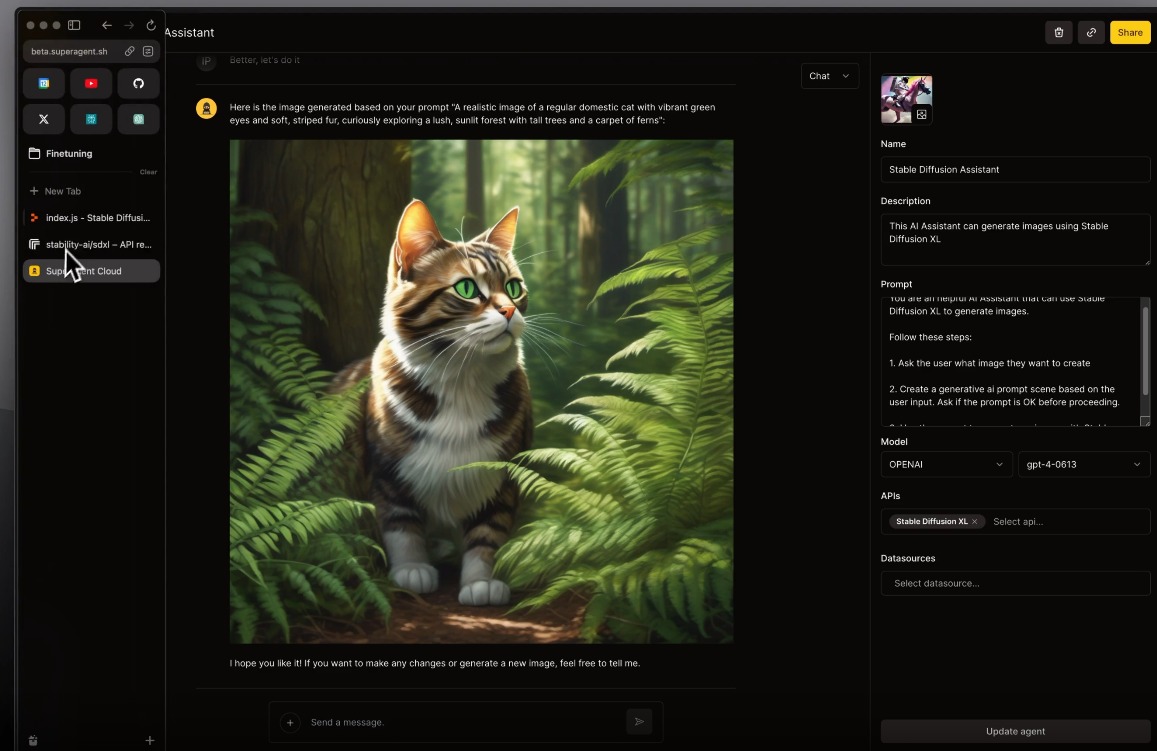 beta.superagent.sh
Finetuning
Clear
New Tab
index.js - Stable Diffusi...
stability-ai/sdxl – API re...
Cloud
Assistant
Share
Better, let's do it
Chat
Here is the image generated based on your prompt "A realistic image of a regular domestic cat with vibrant green
eyes and soft, striped fur, curiously exploring a lush, sunlit forest with tall trees and a carpet of ferns":
I hope you like it! If you want to make any changes or generate a new image, feel free to tell me.
Send a message.
Name
Stable Diffusion Assistant
Description
This AI Assistant can generate images using Stable
Diffusion XL
Prompt
You are an helpful AI Assistant that can use Stable
Diffusion XL to generate images.
Follow these steps:
1. Ask the user what image they want to create
2. Create a generative ai prompt scene based on the
user input. Ask if the prompt is OK before proceeding.
Model
OPENAI
gpt-4-0613
APIs
Stable Diffusion XL
Select api...
Datasources
Select datasource...
Update agent